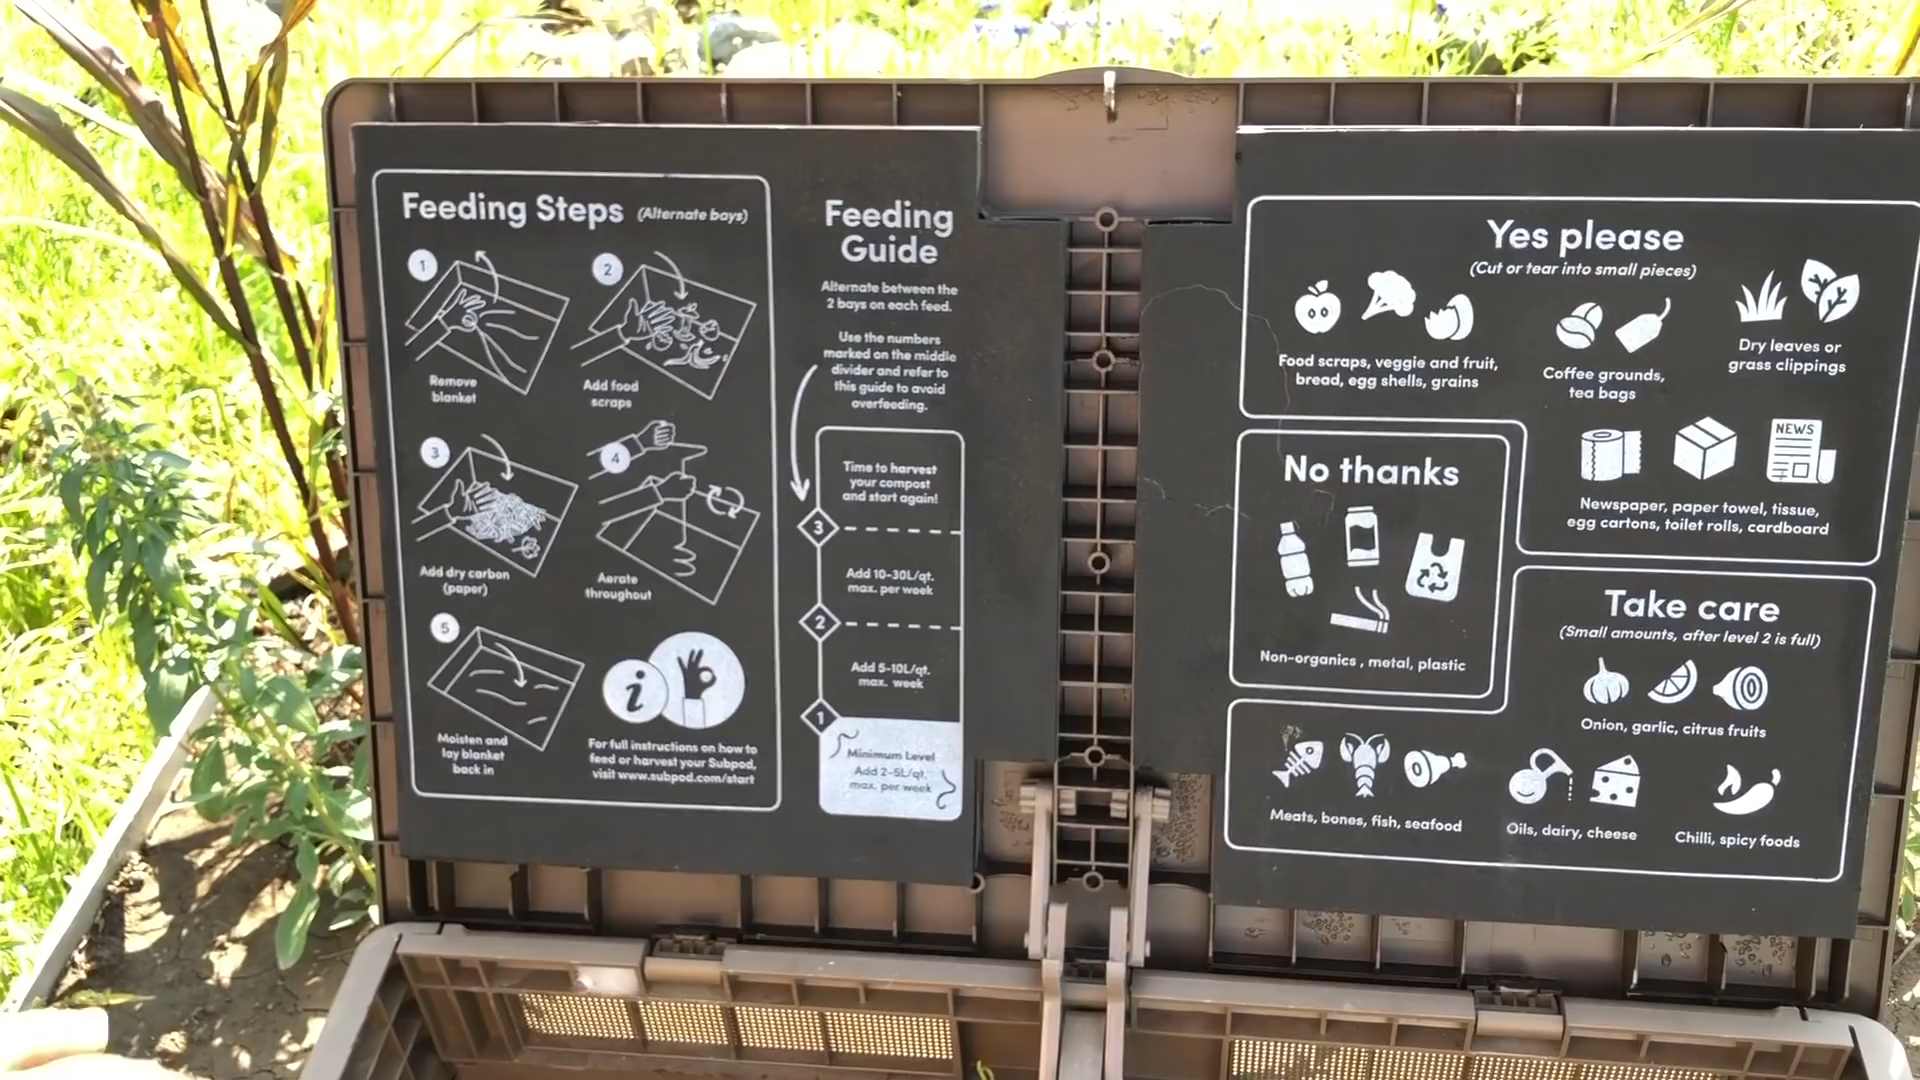 Feeding Steps (Alternate bays)
1
Remove
blanket
2
Add food
scraps
3
Add dry carbon
(paper)
4
Aerate
throughout
5
Moisten and
lay blanket
back in
i
For full instructions on how to
feed or harvest your Subpod,
visit www.subpod.com/start
Feeding
Guide
Alternate between the
2 bays on each feed.
Use the numbers
marked on the middle
divider and refer to
this guide to avoid
overfeeding.
Time to harvest
your compost
and start again!
3
Add 10-30L/qt.
max. per week
2
Add 5-10L/qt.
max. week
1
Minimum Level
Add 2-5L/qt.
max. per week
Yes please
(Cut or tear into small pieces)
Food scraps, veggie and fruit,
bread, egg shells, grains
Coffee grounds,
tea bags
Dry leaves or
grass clippings
NEWS
Newspaper, paper towel, tissue,
egg cartons, toilet rolls, cardboard
No thanks
Non-organics , metal, plastic
Take care
(Small amounts, after level 2 is full)
Onion, garlic, citrus fruits
Meats, bones, fish, seafood
Oils, dairy, cheese
Chilli, spicy foods